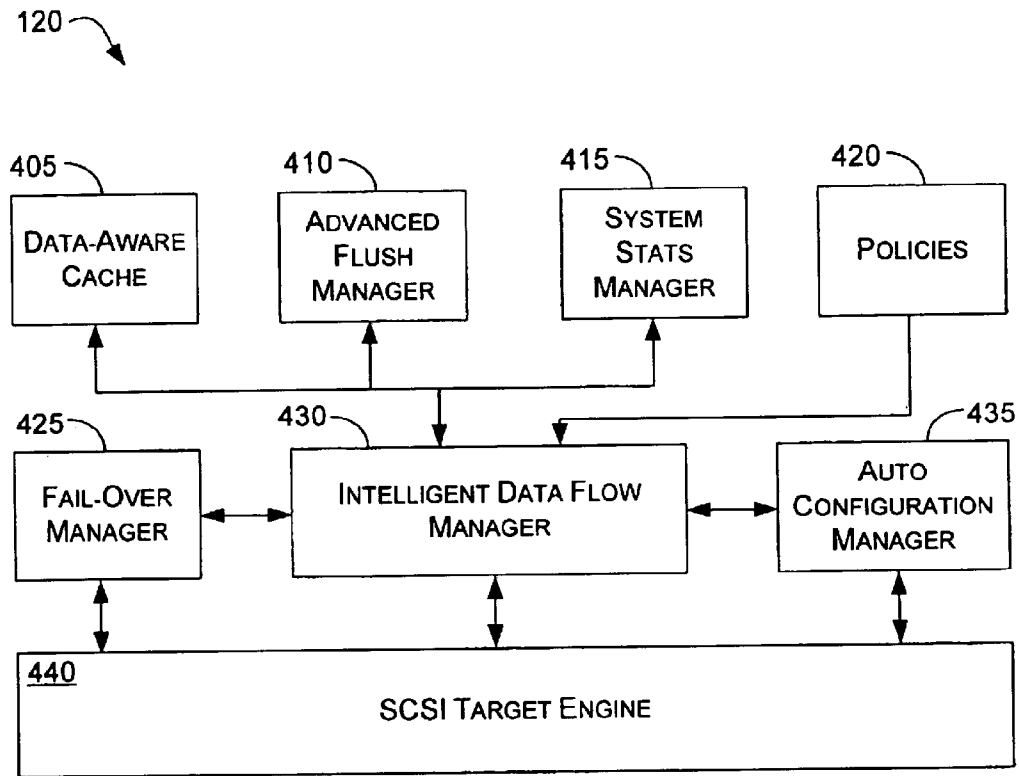 120
405
410
415
420
DATA-AWARE
CACHE
ADVANCED
FLUSH
MANAGER
SYSTEM
STATS
MANAGER
POLICIES
425
430
435
FAIL-OVER
MANAGER
INTELLIGENT DATA FLOW
MANAGER
AUTO
CONFIGURATION
MANAGER
440
SCSI TARGET ENGINE